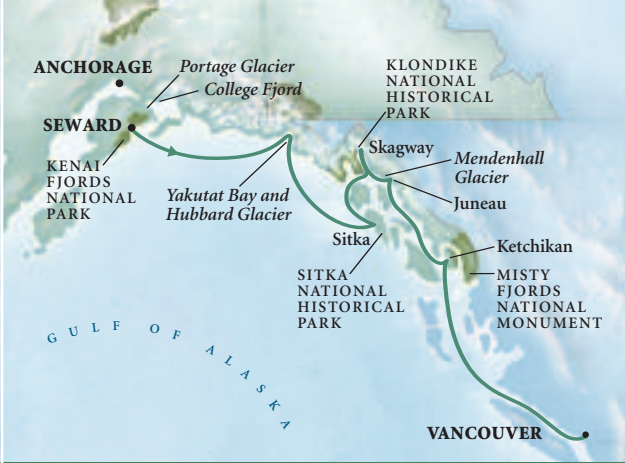 ANCHORAGE
Portage Glacier
College Fjord
SEWARD
KENAI
FJORDS
NATIONAL
PARK
Yakutat Bay and
Hubbard Glacier
KLONDIKE
NATIONAL
HISTORICAL
PARK
Skagway
Mendenhall
Glacier
Juneau
Sitka
SITKA
NATIONAL
HISTORICAL
PARK
Ketchikan
MISTY
FJORDS
NATIONAL
MONUMENT
GULF OF ALASKA
VANCOUVER